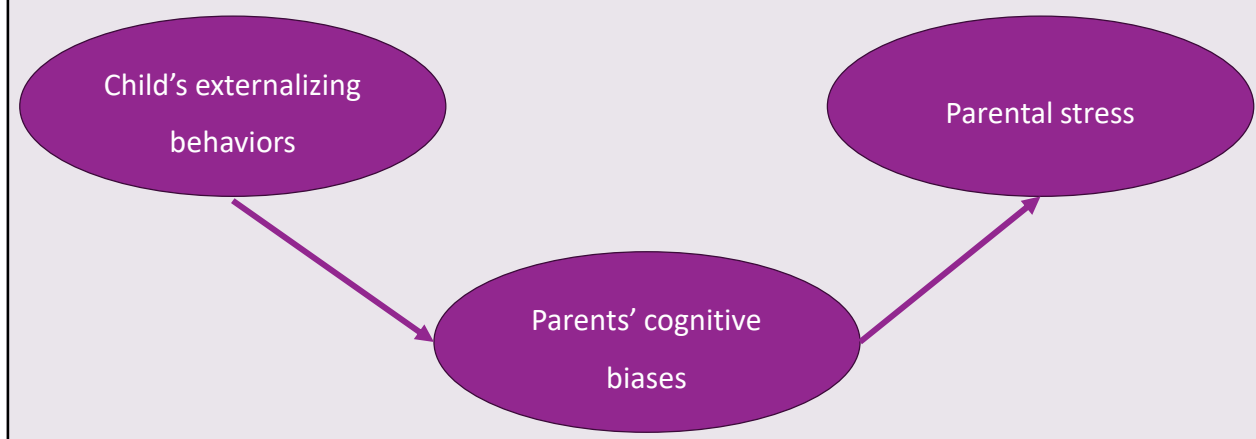 Child’s externalizing
behaviors
Parental stress
Parents’ cognitive
biases